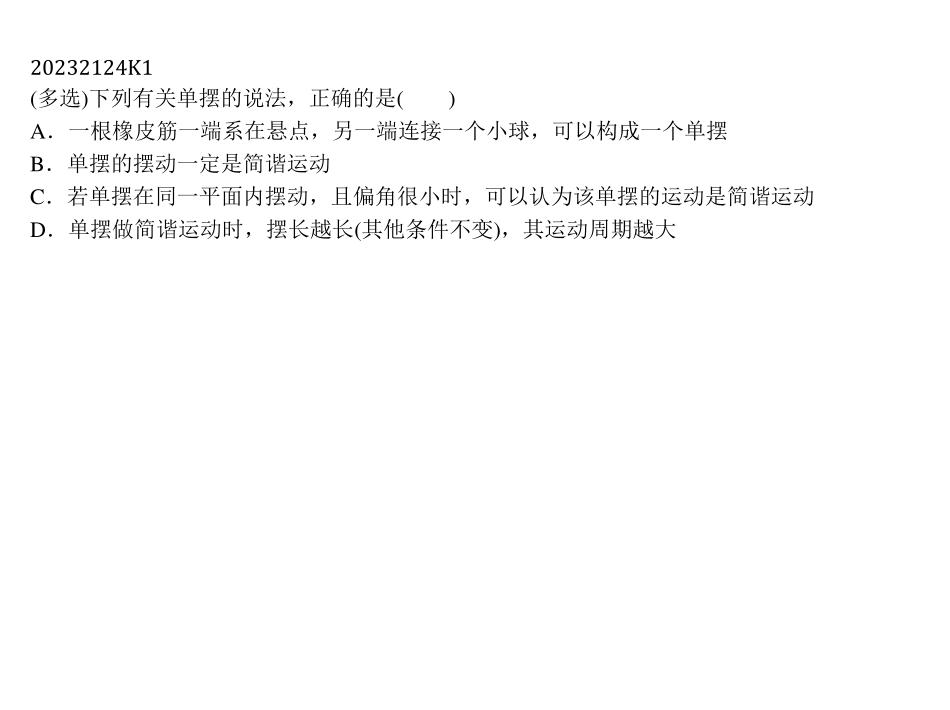 20232124K1
(多选)下列有关单摆的说法，正确的是(　　)
A．一根橡皮筋一端系在悬点，另一端连接一个小球，可以构成一个单摆
B．单摆的摆动一定是简谐运动
C．若单摆在同一平面内摆动，且偏角很小时，可以认为该单摆的运动是简谐运动
D．单摆做简谐运动时，摆长越长(其他条件不变)，其运动周期越大